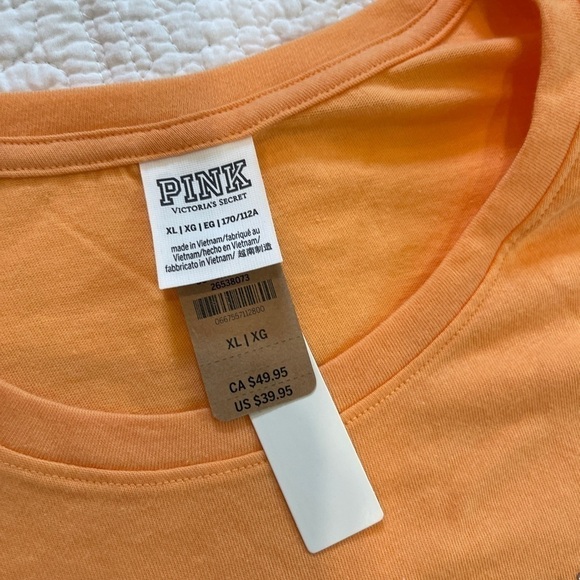 PINK
VICTORIA'S SECRET
XL | XG | EG | 170/112A
made in Vietnam/fabriqué au
Vietnam/hecho en Vietnam/
fabbricato in Vietnam/ 越南制造
26538073
0667557112800
XL | XG
CA $49.95
US $39.95